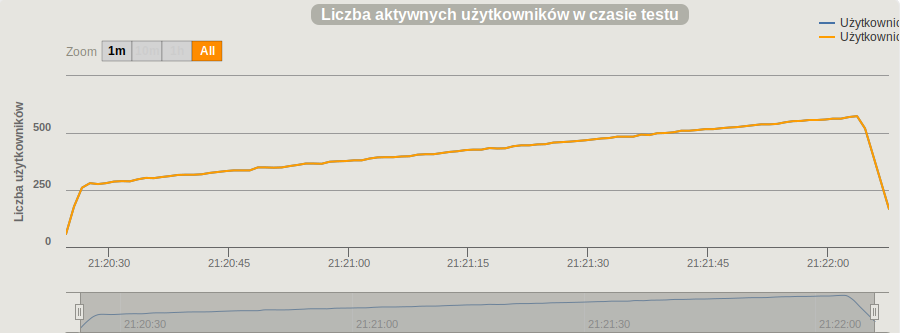 Liczba aktywnych użytkowników w czasie testu
Użytkownic
Użytkownic
Zoom 1m 10m 1h All
Liczba użytkowników
500
250
0
21:20:30 21:20:45 21:21:00 21:21:15 21:21:30 21:21:45 21:22:00
21:20:30 21:21:00 21:21:30 21:22:00